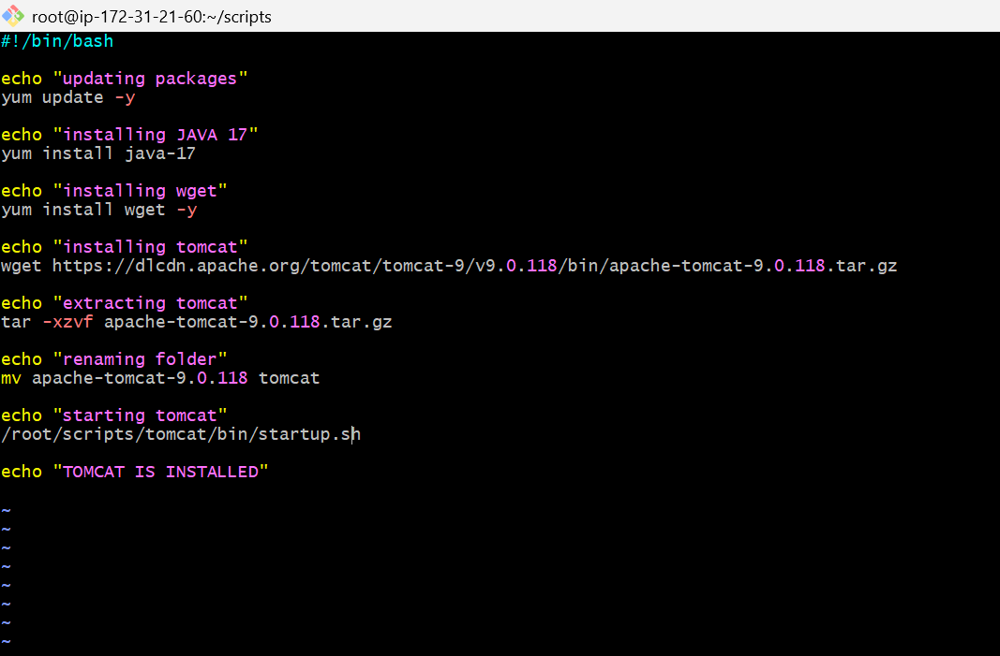 root@ip-172-31-21-60:~/scripts
#!/bin/bash
echo "updating packages"
yum update -y
echo "installing JAVA 17"
yum install java-17
echo "installing wget"
yum install wget -y
echo "installing tomcat"
wget https://dlcdn.apache.org/tomcat/tomcat-9/v9.0.118/bin/apache-tomcat-9.0.118.tar.gz
echo "extracting tomcat"
tar -xzvf apache-tomcat-9.0.118.tar.gz
echo "renaming folder"
mv apache-tomcat-9.0.118 tomcat
echo "starting tomcat"
/root/scripts/tomcat/bin/startup.sh
echo "TOMCAT IS INSTALLED"
~
~
~
~
~
~
~
~